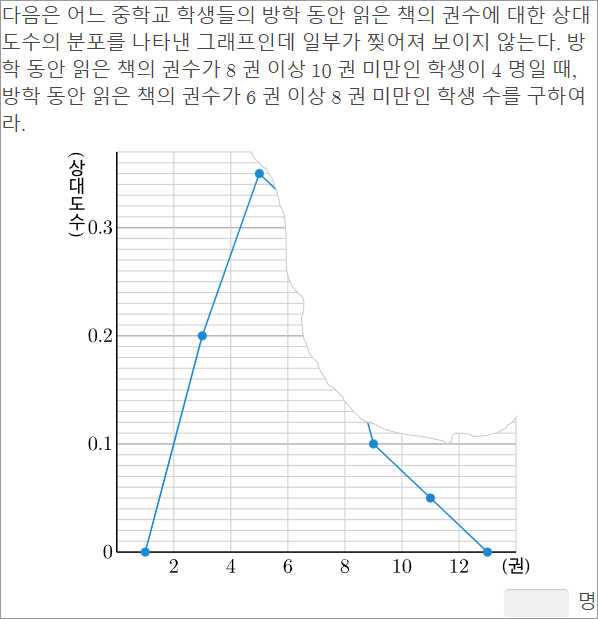 다음은 어느 중학교 학생들의 방학 동안 읽은 책의 권수에 대한 상대
도수의 분포를 나타낸 그래프인데 일부가 찢어져 보이지 않는다. 방
학 동안 읽은 책의 권수가 8 권 이상 10 권 미만인 학생이 4 명일 때,
방학 동안 읽은 책의 권수가 6 권 이상 8 권 미만인 학생 수를 구하여
라.
(상대도수)
0.3
0.2
0.1
0
2 4 6 8 10 12 (권)
명